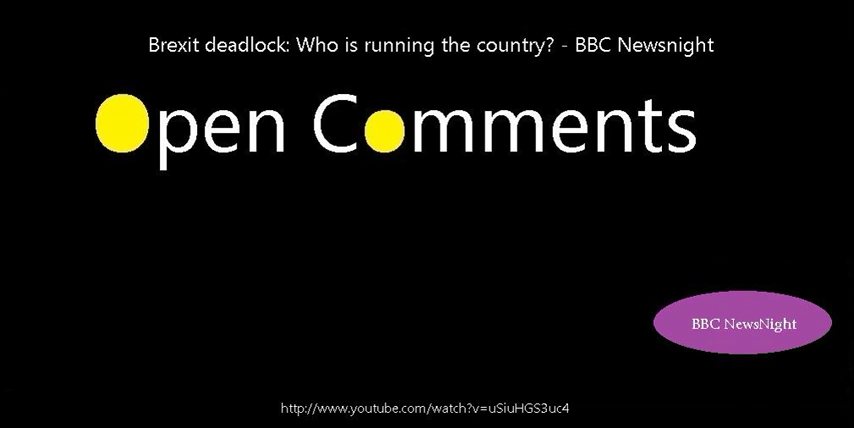 Brexit deadlock: Who is running the country? - BBC Newsnight
Open Comments
BBC NewsNight
http://www.youtube.com/watch?v=uSiuHGS3uc4